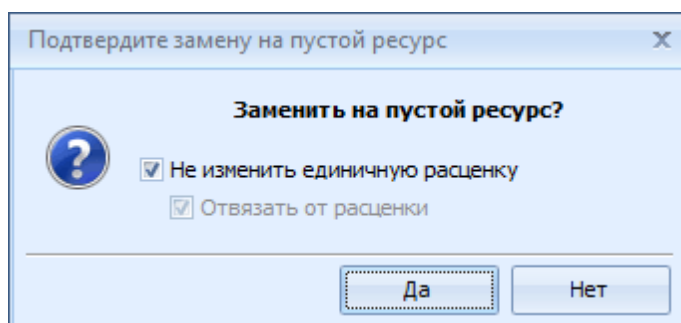 Подтвердите замену на пустой ресурс
Заменить на пустой ресурс?
Не изменить единичную расценку
Отвязать от расценки
Да Нет